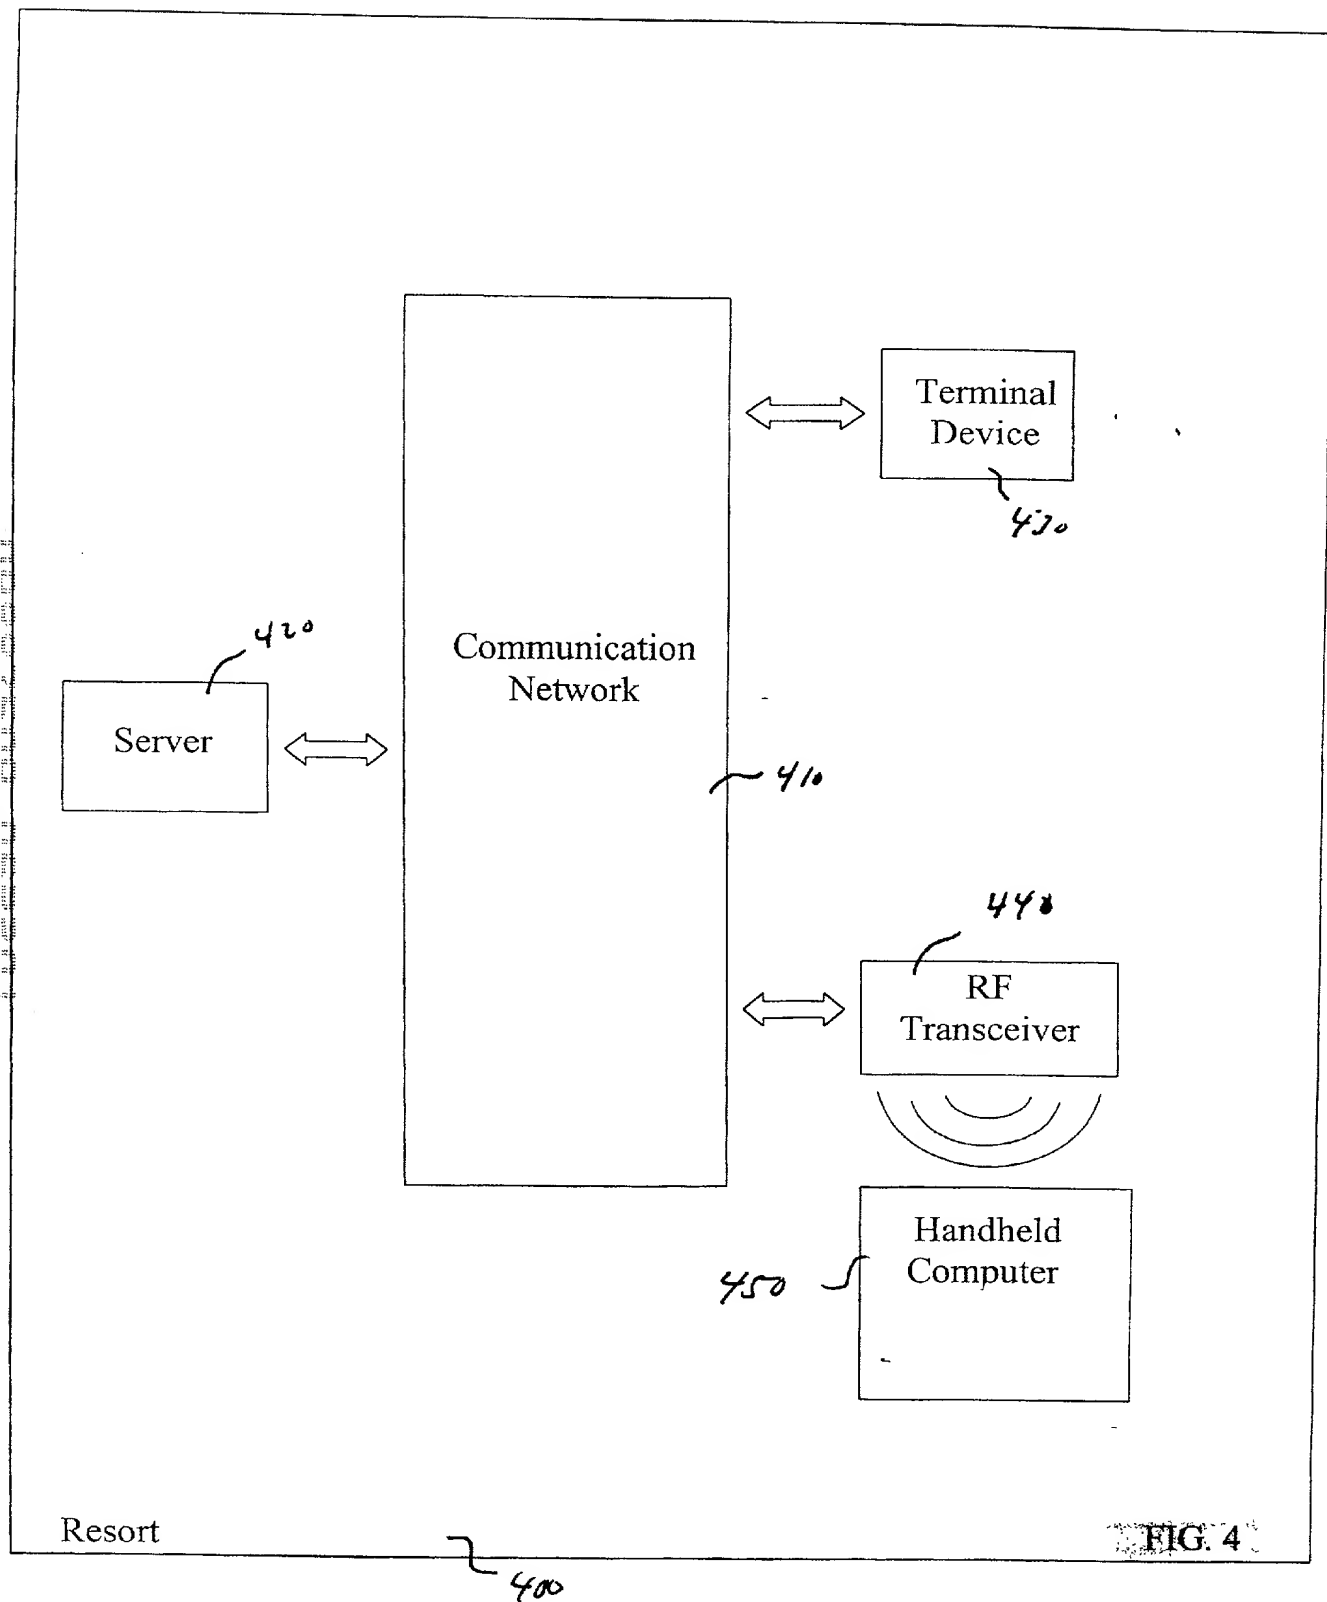 Terminal
Device
430
420
Communication
Network
Server
410
440
RF
Transceiver
Handheld
Computer
450
Resort
FIG. 4
400